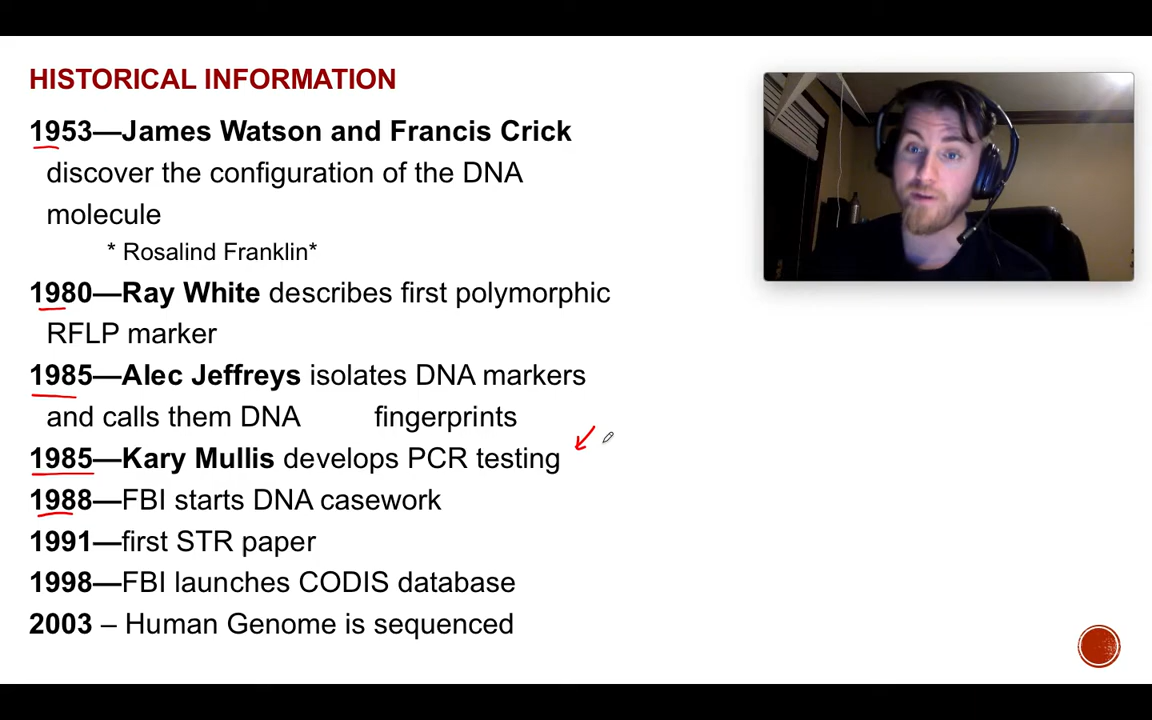 HISTORICAL INFORMATION
1953—James Watson and Francis Crick
discover the configuration of the DNA
molecule
* Rosalind Franklin*
1980—Ray White describes first polymorphic
RFLP marker
1985—Alec Jeffreys isolates DNA markers
and calls them DNA fingerprints
1985—Kary Mullis develops PCR testing
1988—FBI starts DNA casework
1991—first STR paper
1998—FBI launches CODIS database
2003 – Human Genome is sequenced